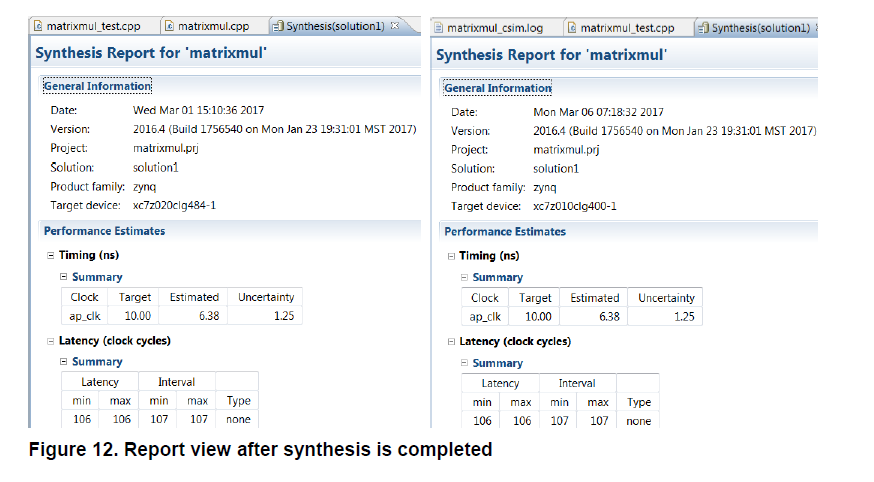 matrixmul_test.cpp matrixmul.cpp Synthesis(solution1)
Synthesis Report for 'matrixmul'
General Information
Date: Wed Mar 01 15:10:36 2017
Version: 2016.4 (Build 1756540 on Mon Jan 23 19:31:01 MST 2017)
Project: matrixmul.prj
Solution: solution1
Product family: zynq
Target device: xc7z020clg484-1
Performance Estimates
Timing (ns)
Summary
Clock Target Estimated Uncertainty
ap_clk 10.00 6.38 1.25
Latency (clock cycles)
Summary
Latency Interval
min max min max Type
106 106 107 107 none
matrixmul_csim.log matrixmul_test.cpp Synthesis(solution1)
Synthesis Report for 'matrixmul'
General Information
Date: Mon Mar 06 07:18:32 2017
Version: 2016.4 (Build 1756540 on Mon Jan 23 19:31:01 MST 2017)
Project: matrixmul.prj
Solution: solution1
Product family: zynq
Target device: xc7z010clg400-1
Performance Estimates
Timing (ns)
Summary
Clock Target Estimated Uncertainty
ap_clk 10.00 6.38 1.25
Latency (clock cycles)
Summary
Latency Interval
min max min max Type
106 106 107 107 none
Figure 12. Report view after synthesis is completed